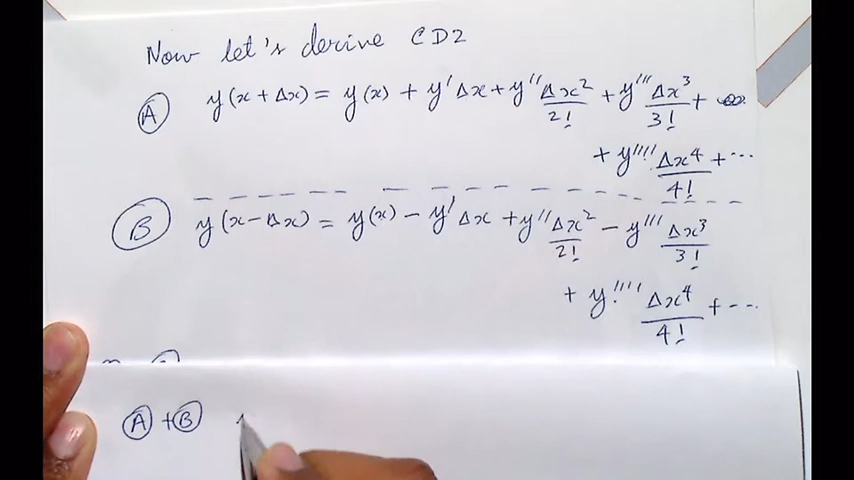 Now let's derive CD2
Ⓐ y(x + Δx) = y(x) + y' Δx + y'' Δx²/2! + y''' Δx³/3! +
+ y'''' Δx⁴/4! + ...
Ⓑ y(x - Δx) = y(x) - y' Δx + y'' Δx²/2! - y''' Δx³/3!
+ y'''' Δx⁴/4! + ...
Ⓐ + Ⓑ